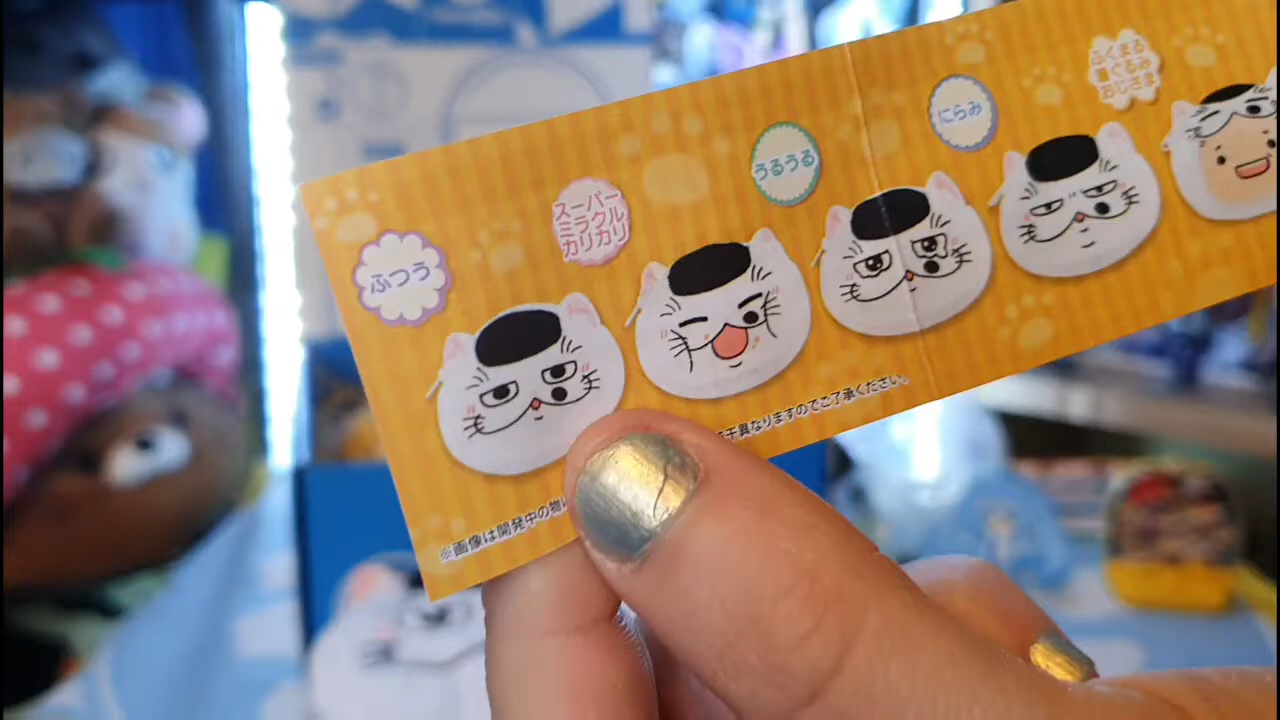 ふつう
スーパー
ミラクル
カリカリ
うるうる
にらみ
ふくまる
着ぐるみ
おじさま
※画像は開発中の物
干異なりますのでご了承ください。